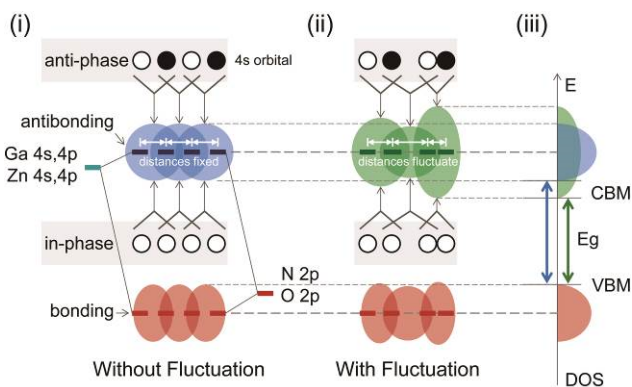 (i)
(ii)
(iii)
anti-phase
4s orbital
E
antibonding
distances fixed
distances fluctuate
Ga 4s,4p
Zn 4s,4p
CBM
in-phase
Eg
N 2p
O 2p
VBM
bonding
Without Fluctuation
With Fluctuation
DOS